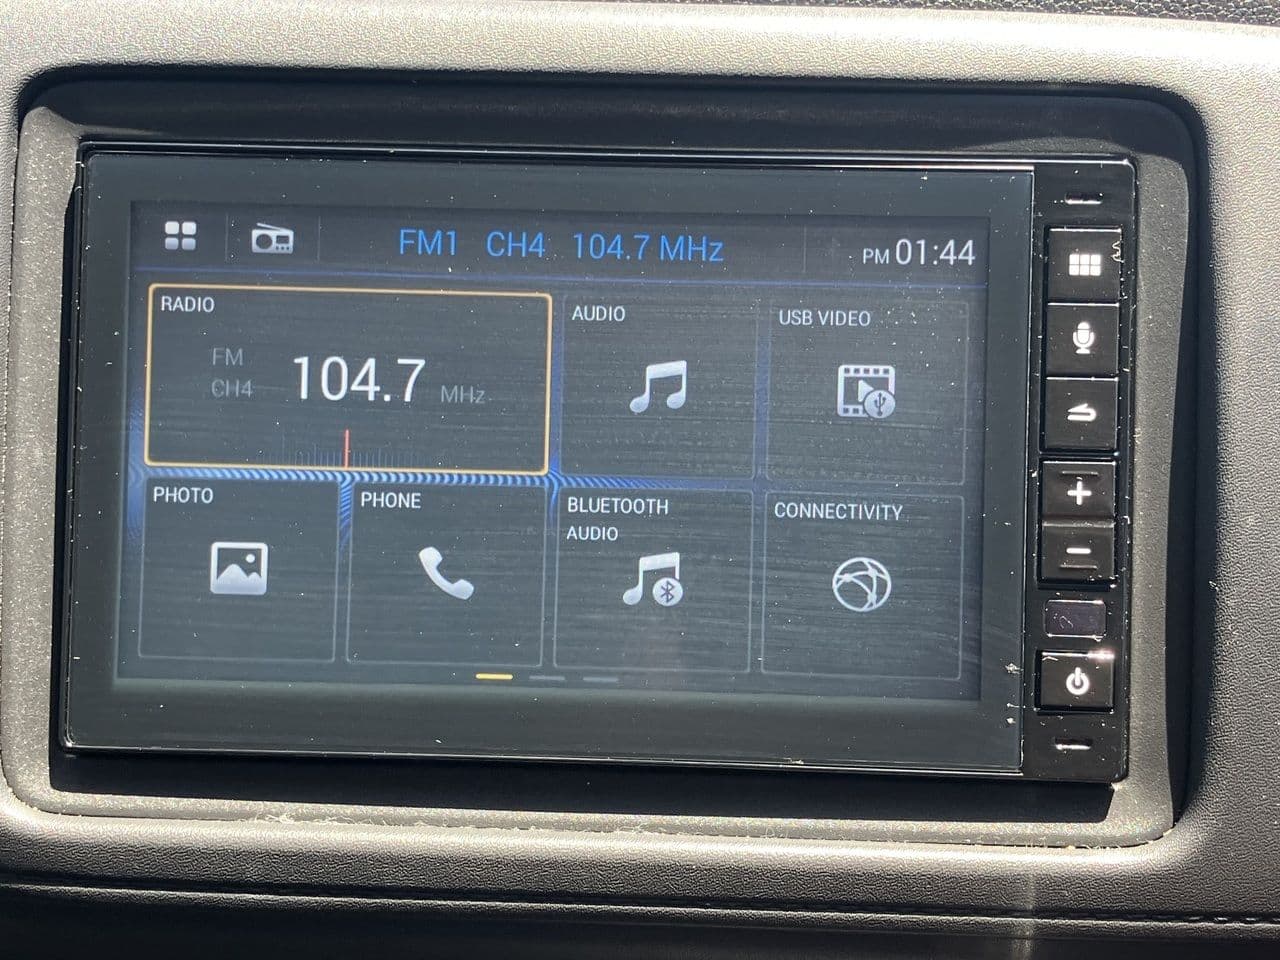 FM1 CH4 104.7 MHz
PM 01:44
RADIO
FM
CH4
104.7 MHz
AUDIO
USB VIDEO
PHOTO
PHONE
BLUETOOTH
AUDIO
CONNECTIVITY